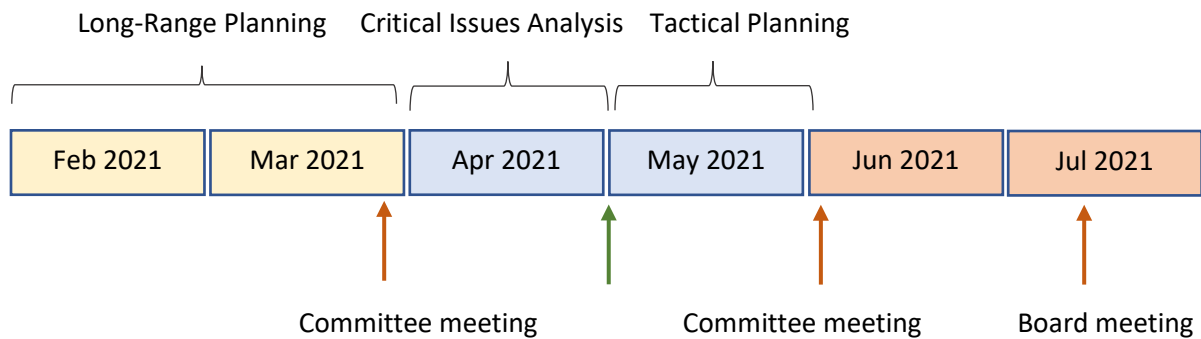 Long-Range Planning Critical Issues Analysis Tactical Planning
Feb 2021 Mar 2021 Apr 2021 May 2021 Jun 2021 Jul 2021
Committee meeting Committee meeting Board meeting